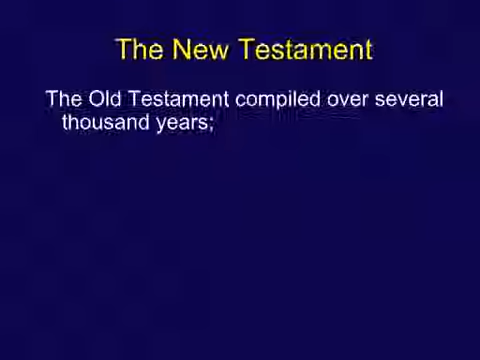 The New Testament
The Old Testament compiled over several
thousand years;